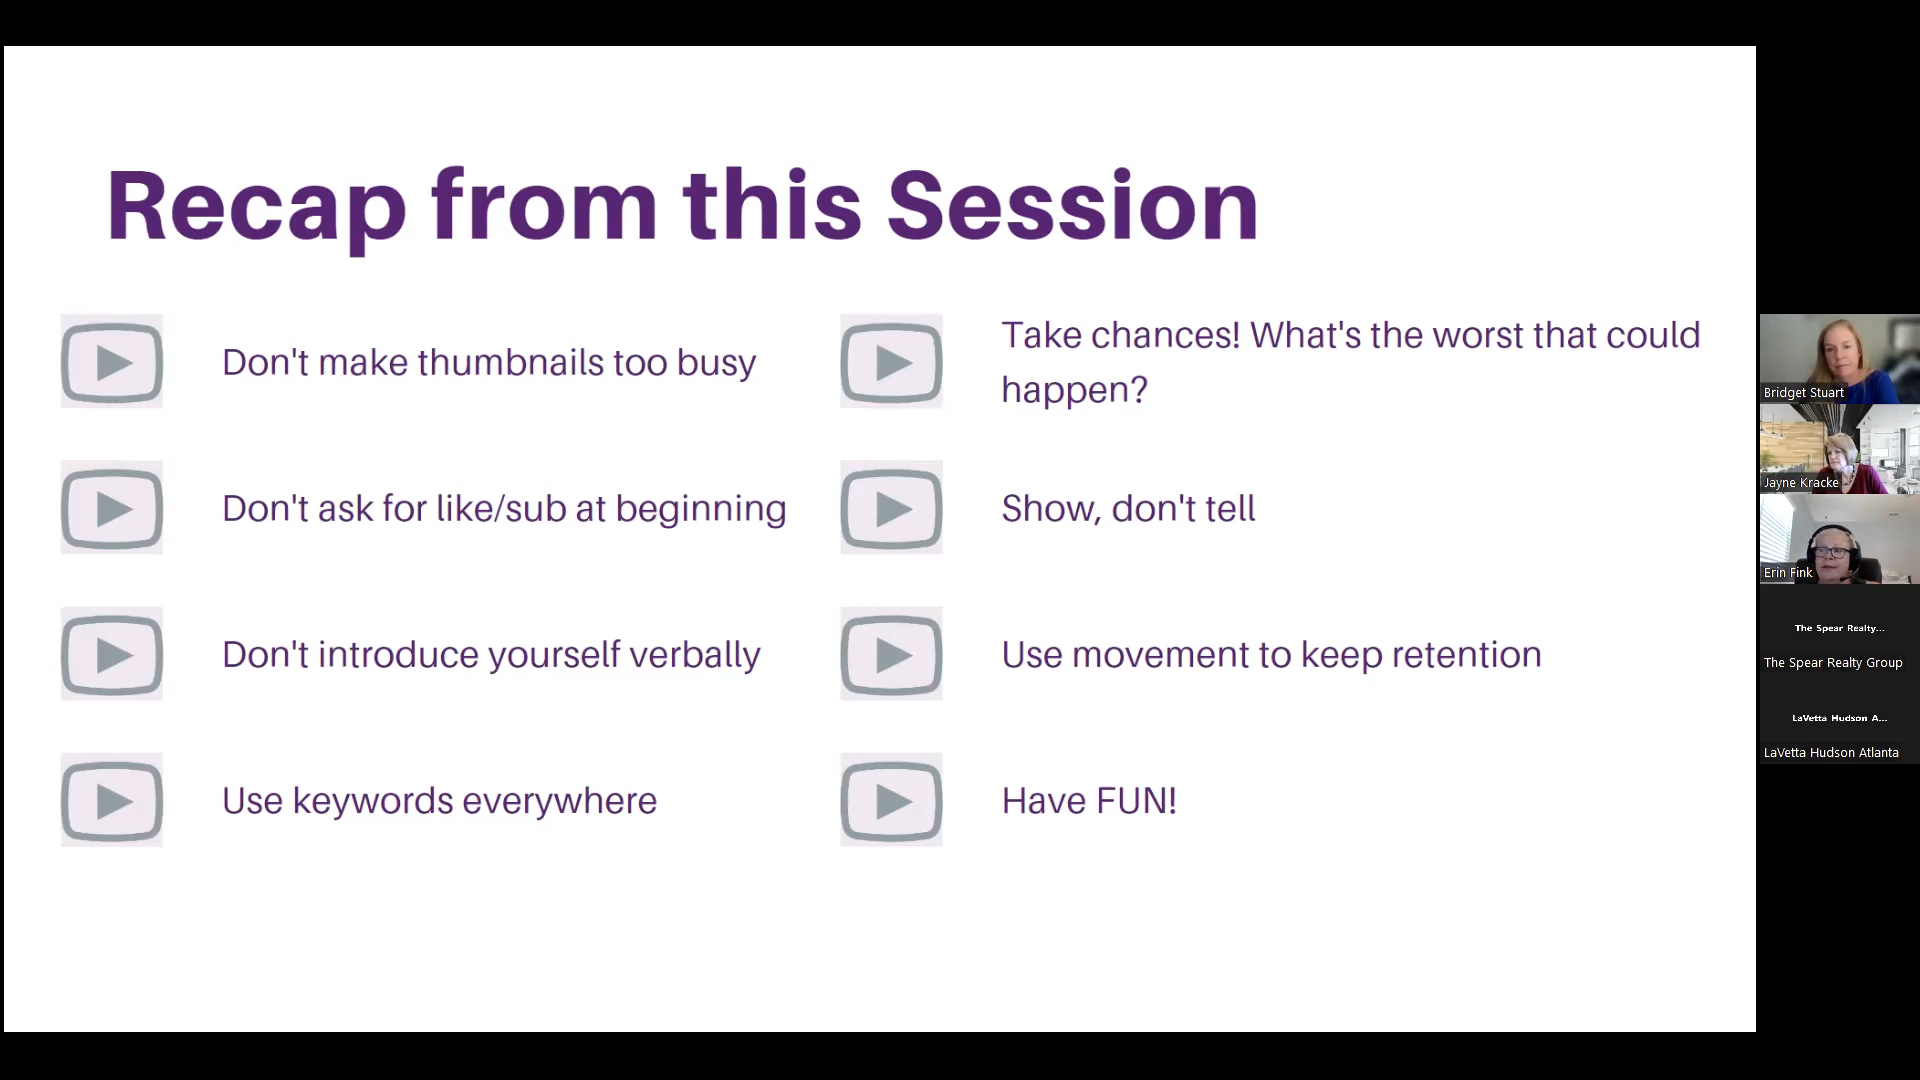 Recap from this Session
Don't make thumbnails too busy
Don't ask for like/sub at beginning
Don't introduce yourself verbally
Use keywords everywhere
Take chances! What's the worst that could
happen?
Show, don't tell
Use movement to keep retention
Have FUN!
Bridget Stuart
Jayne Kracke
Erin Fink
The Spear Realty...
The Spear Realty Group
LaVetta Hudson A...
LaVetta Hudson Atlanta